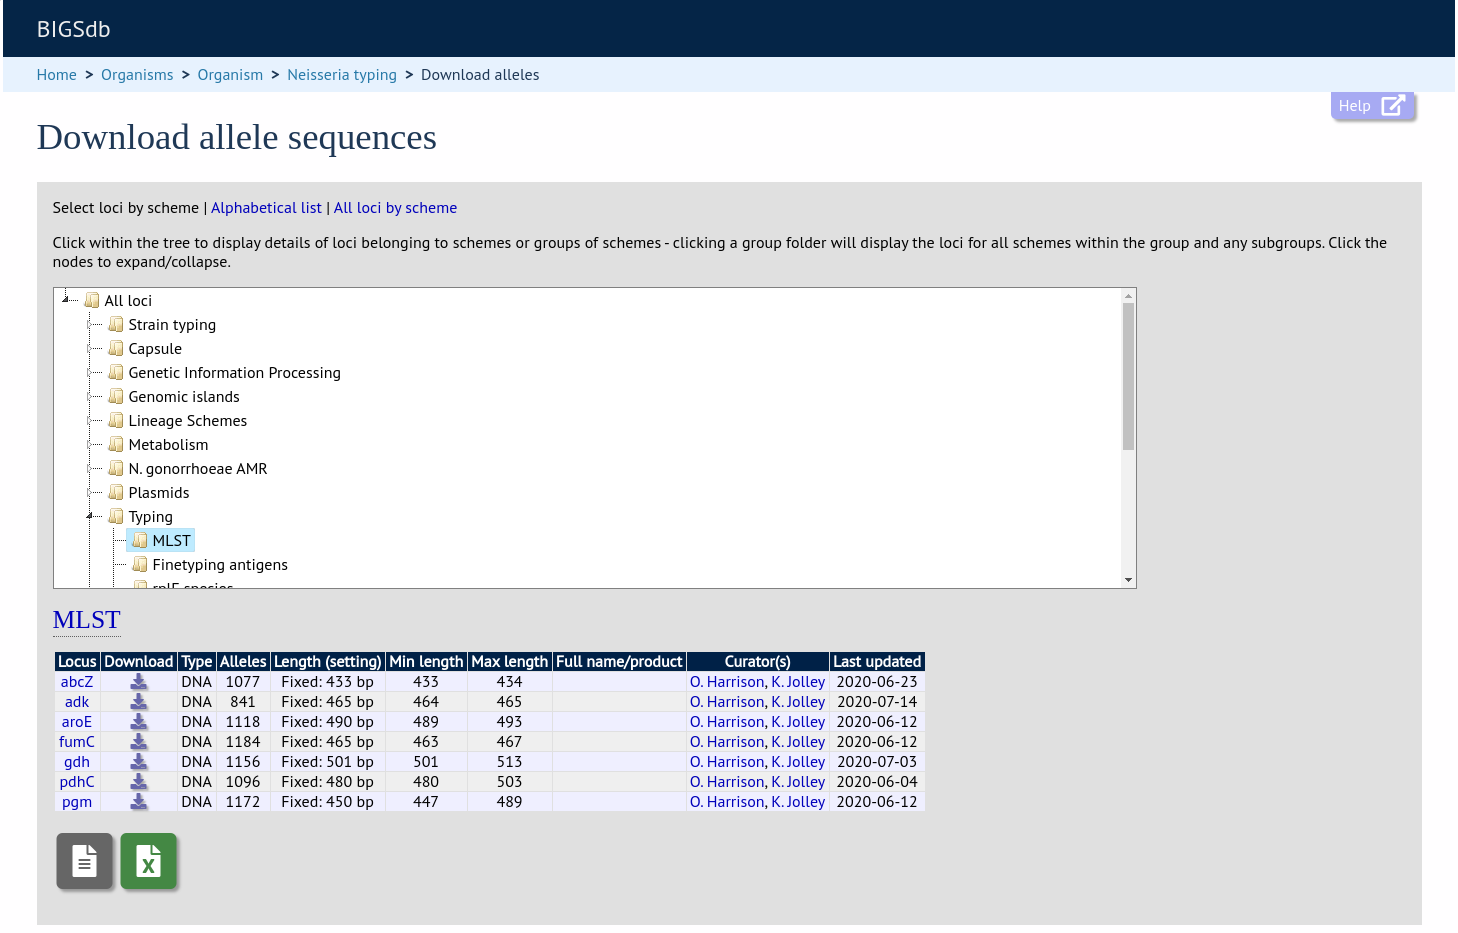 BIGSdb
Home > Organisms > Organism > Neisseria typing > Download alleles
Help
Download allele sequences
Select loci by scheme | Alphabetical list | All loci by scheme
Click within the tree to display details of loci belonging to schemes or groups of schemes - clicking a group folder will display the loci for all schemes within the group and any subgroups. Click the
nodes to expand/collapse.
All loci
Strain typing
Capsule
Genetic Information Processing
Genomic islands
Lineage Schemes
Metabolism
N. gonorrhoeae AMR
Plasmids
Typing
MLST
Finetyping antigens
rplF species
MLST
Locus Download Type Alleles Length (setting) Min length Max length Full name/product Curator(s) Last updated
abcZ DNA 1077 Fixed: 433 bp 433 434 O. Harrison, K. Jolley 2020-06-23
adk DNA 841 Fixed: 465 bp 464 465 O. Harrison, K. Jolley 2020-07-14
aroE DNA 1118 Fixed: 490 bp 489 493 O. Harrison, K. Jolley 2020-06-12
fumC DNA 1184 Fixed: 465 bp 463 467 O. Harrison, K. Jolley 2020-06-12
gdh DNA 1156 Fixed: 501 bp 501 513 O. Harrison, K. Jolley 2020-07-03
pdhC DNA 1096 Fixed: 480 bp 480 503 O. Harrison, K. Jolley 2020-06-04
pgm DNA 1172 Fixed: 450 bp 447 489 O. Harrison, K. Jolley 2020-06-12